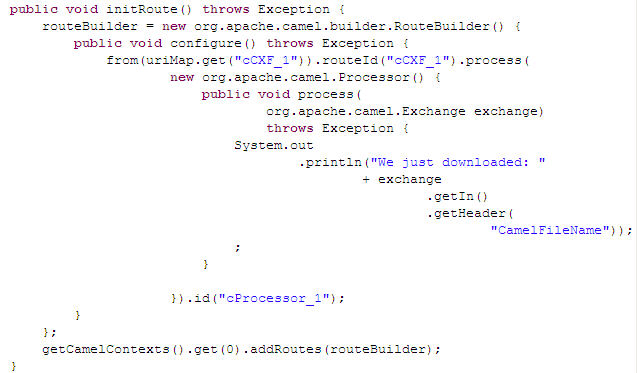 public void initRoute() throws Exception {
    routeBuilder = new org.apache.camel.builder.RouteBuilder() {
        public void configure() throws Exception {
            from(uriMap.get("cCXF_1")).routeId("cCXF_1").process(
                    new org.apache.camel.Processor() {
                        public void process(
                                org.apache.camel.Exchange exchange)
                                throws Exception {
                            System.out
                                    .println("We just downloaded: "
                                            + exchange
                                                    .getIn()
                                                    .getHeader(
                                                            "CamelFileName"));
                            ;
                        }
                    }).id("cProcessor_1");
        }
    };
    getCamelContexts().get(0).addRoutes(routeBuilder);
}